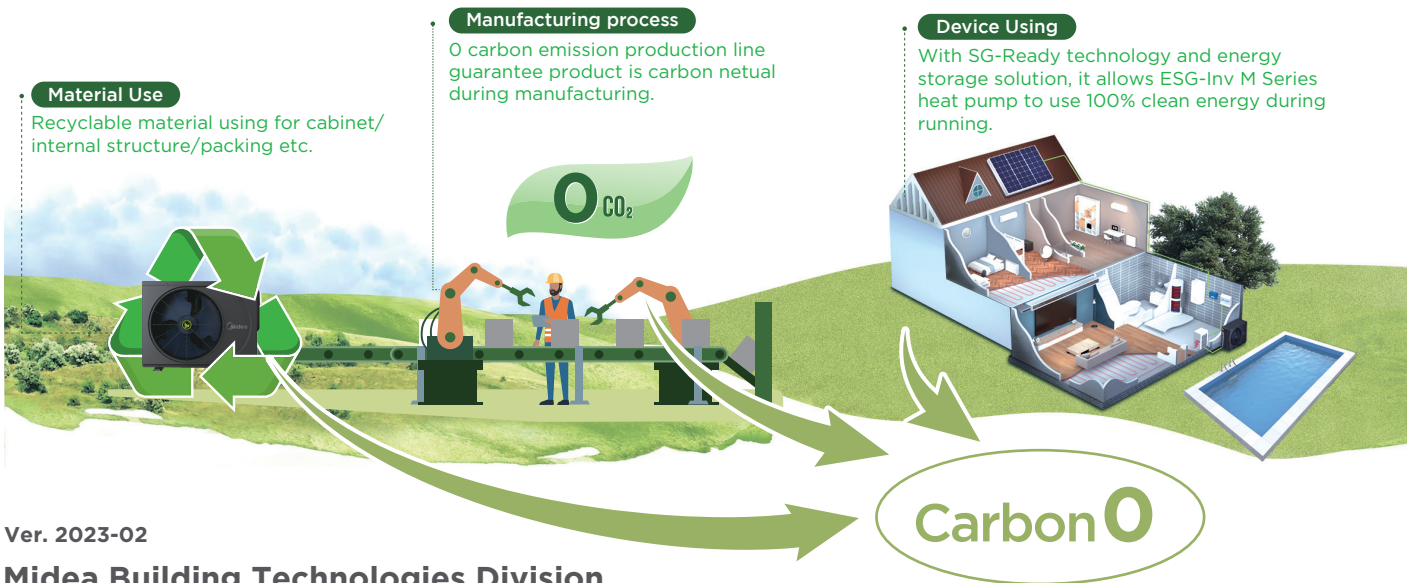 Material Use
Recyclable material using for cabinet/
internal structure/packing etc.
Manufacturing process
0 carbon emission production line
guarantee product is carbon netual
during manufacturing.
Device Using
With SG-Ready technology and energy
storage solution, it allows ESG-Inv M Series
heat pump to use 100% clean energy during
running.
0 CO₂
Midea
Carbon 0
Ver. 2023-02
Midea Building Technologies Division